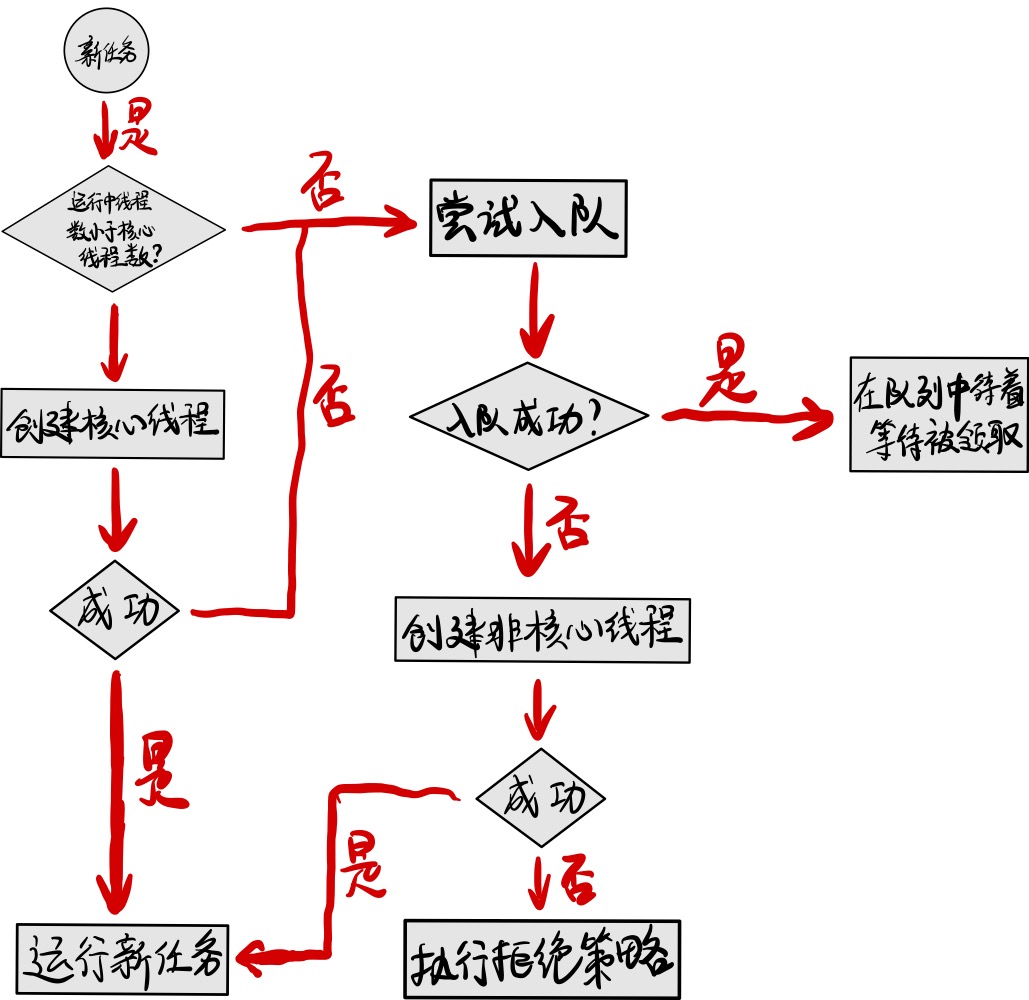 新任务
是
运行中线程
数小于核心
线程数?
否
尝试入队
创建核心线程
否
入队成功?
是
在队列中待着
等待被领取
成功
否
创建非核心线程
是
成功
是
否
运行新任务
执行拒绝策略